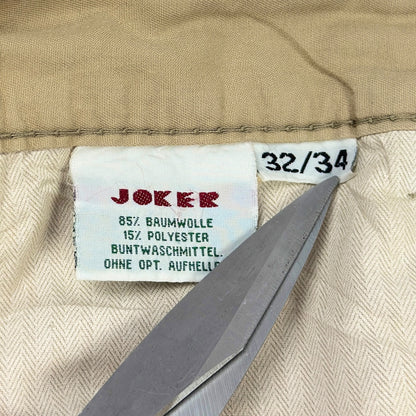 JOKER
32/34
85% BAUMWOLLE
15% POLYESTER
BUNTWASCHMITTEL.
OHNE OPT. AUFHELLE